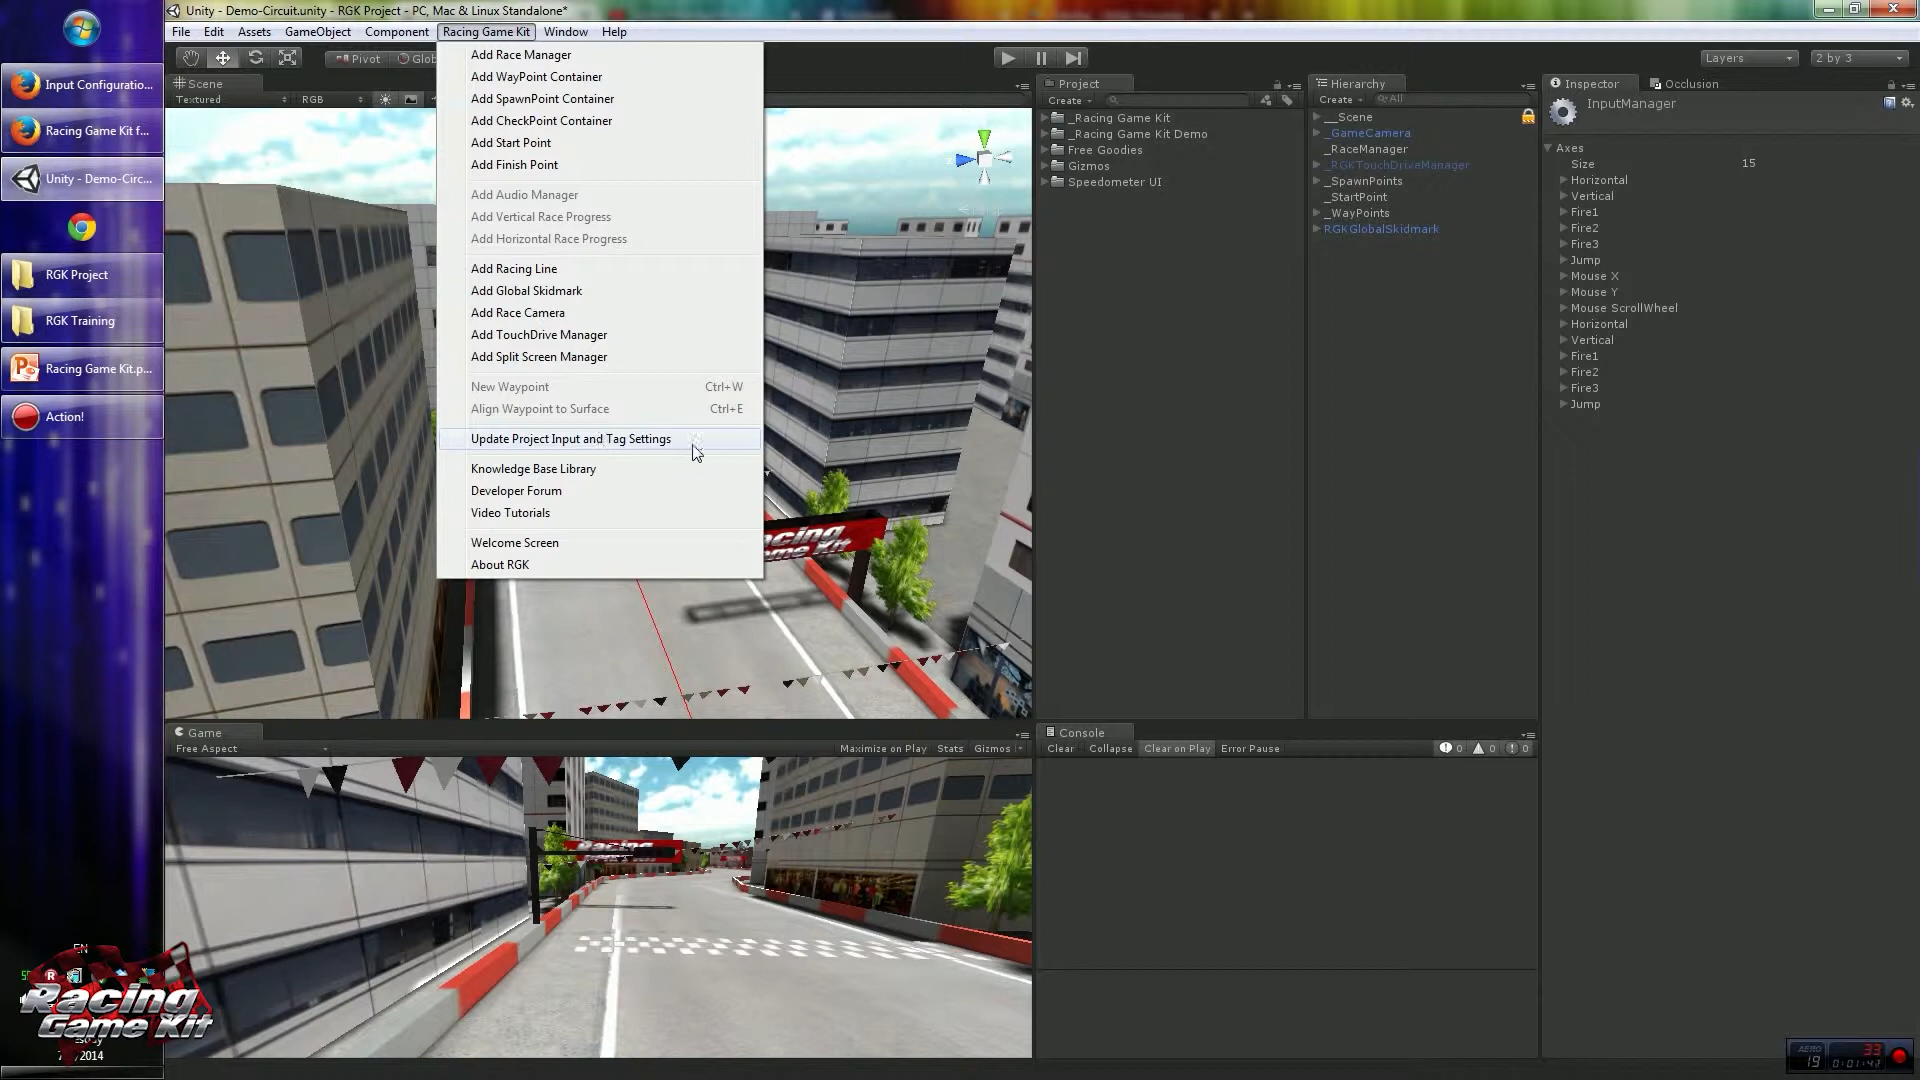 Unity - Demo-Circuit.unity - RGK Project - PC, Mac & Linux Standalone*
File Edit Assets GameObject Component Racing Game Kit Window Help
Pivot Glob
Layers 2 by 3
Input Configuratio...
Racing Game Kit f...
Unity - Demo-Circ...
RGK Project
RGK Training
Racing Game Kit.p...
Action!
EN
Racing
Game Kit
Scene
Textured RGB
Add Race Manager
Add WayPoint Container
Add SpawnPoint Container
Add CheckPoint Container
Add Start Point
Add Finish Point
Add Audio Manager
Add Vertical Race Progress
Add Horizontal Race Progress
Add Racing Line
Add Global Skidmark
Add Race Camera
Add TouchDrive Manager
Add Split Screen Manager
New Waypoint Ctrl+W
Align Waypoint to Surface Ctrl+E
Update Project Input and Tag Settings
Knowledge Base Library
Developer Forum
Video Tutorials
Welcome Screen
About RGK
Game
Free Aspect Maximize on Play Stats Gizmos
Project
Create
_Racing Game Kit
_Racing Game Kit Demo
Free Goodies
Gizmos
Speedometer UI
Hierarchy
Create All
__Scene
_GameCamera
_RaceManager
_RGKTouchDriveManager
_SpawnPoints
_StartPoint
_WayPoints
RGKGlobalSkidmark
Console
Clear Collapse Clear on Play Error Pause 0 0 0
Inspector Occlusion
InputManager
Axes
Size 15
Horizontal
Vertical
Fire1
Fire2
Fire3
Jump
Mouse X
Mouse Y
Mouse ScrollWheel
Horizontal
Vertical
Fire1
Fire2
Fire3
Jump
AERO 33
19